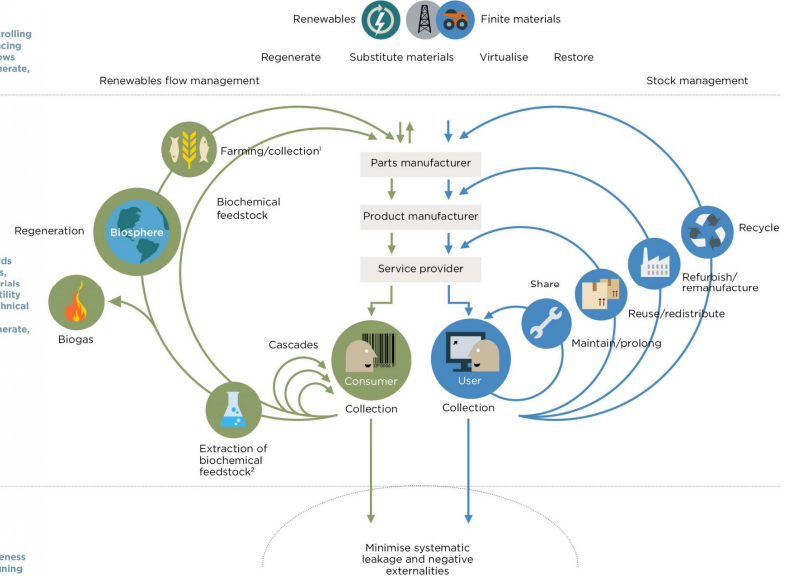 Renewables
Finite materials
Regenerate
Substitute materials
Virtualise
Restore
Renewables flow management
Stock management
Farming/collection¹
Parts manufacturer
Biochemical
feedstock
Product manufacturer
Regeneration
Biosphere
Recycle
Service provider
Share
Refurbish/
remanufacture
Reuse/redistribute
Biogas
Cascades
Maintain/prolong
Consumer
User
Collection
Collection
Extraction of
biochemical
feedstock²
Minimise systematic
leakage and negative
externalities